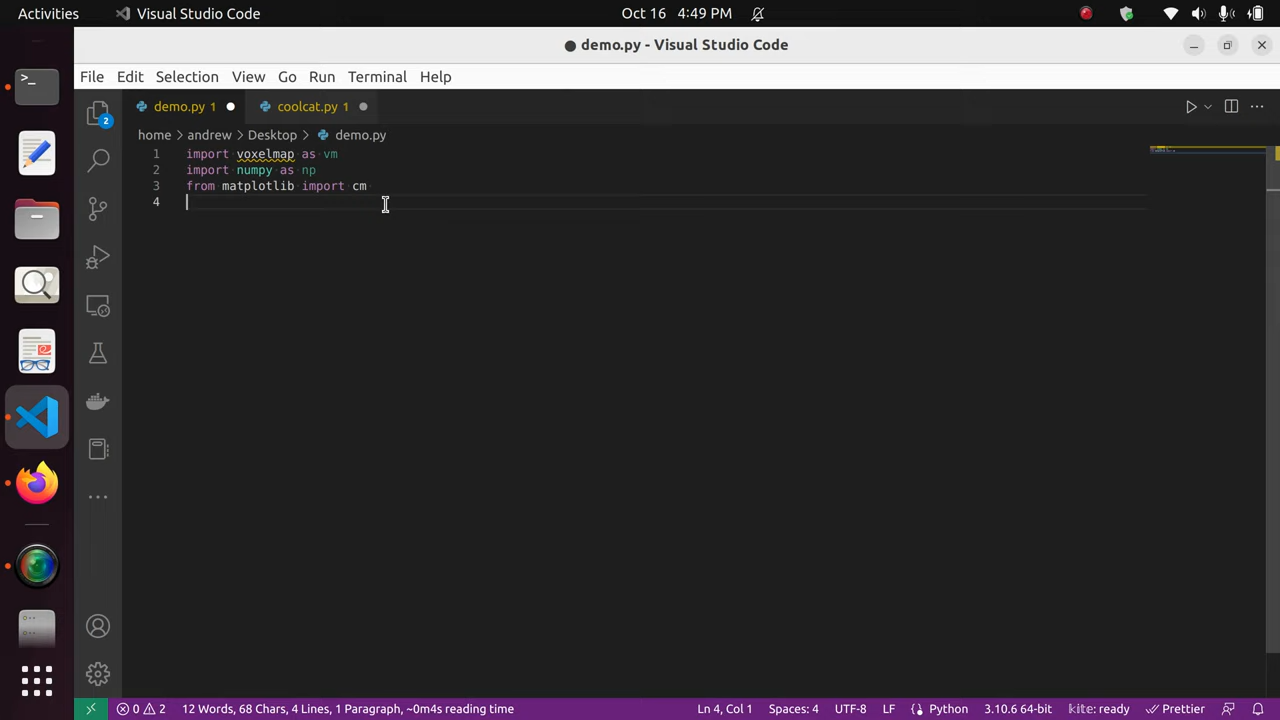 Activities
Visual Studio Code
Oct 16 4:49 PM
● demo.py - Visual Studio Code
File Edit Selection View Go Run Terminal Help
demo.py 1
coolcat.py 1
home > andrew > Desktop > demo.py
2
1 import voxelmap as vm
2 import numpy as np
3 from matplotlib import cm
4
0 2 12 Words, 68 Chars, 4 Lines, 1 Paragraph, ~0m4s reading time
Ln 4, Col 1 Spaces: 4 UTF-8 LF Python 3.10.6 64-bit kite: ready Prettier